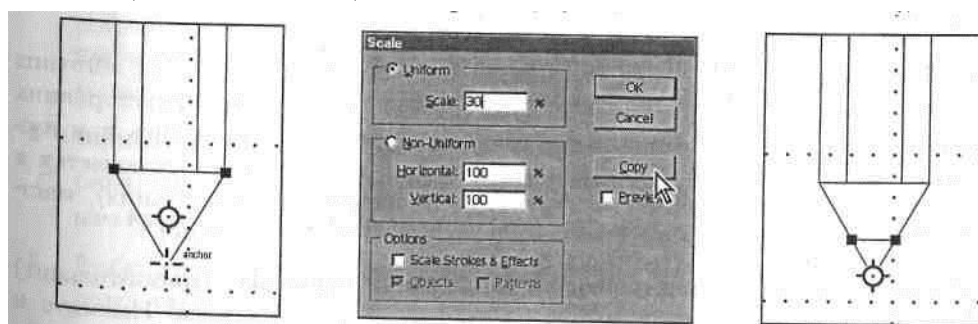 anchor
Scale
Uniform
Scale: 30 %
OK
Cancel
Non-Uniform
Horizontal: 100 %
Vertical: 100 %
Copy
Preview
Options
Scale Strokes & Effects
Objects Patterns